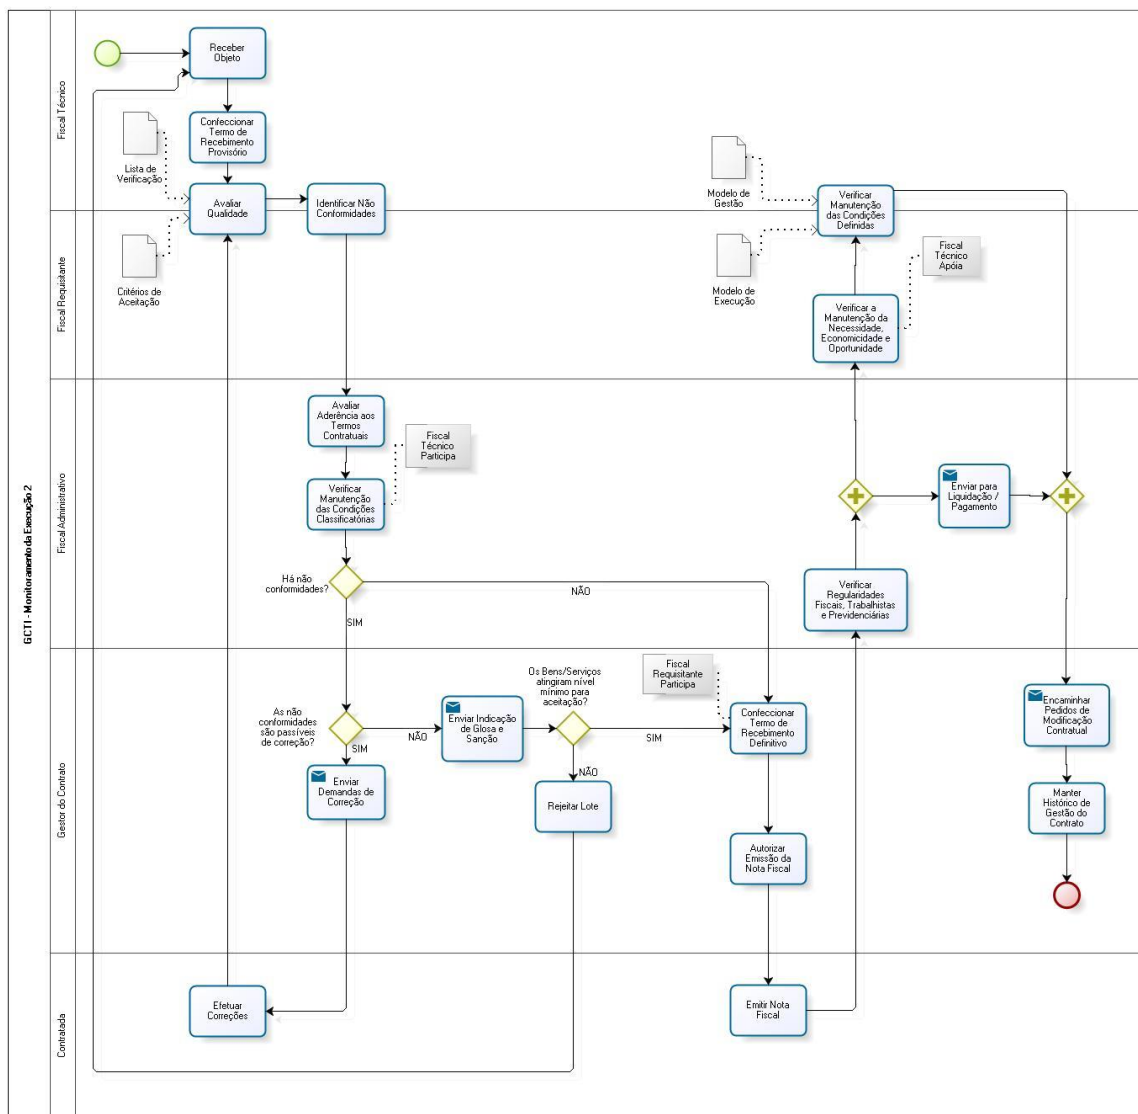 GCTI - Monitoramento da Execução 2
Fiscal Técnico
Receber
Objeto
Confeccionar
Termo de
Recebimento
Provisório
Lista de
Verificação
Avaliar
Qualidade
Identificar Não
Conformidades
Modelo de
Gestão
Verificar
Manutenção
das Condições
Definidas
Fiscal Requisitante
Critérios de
Aceitação
Modelo de
Execução
Fiscal
Técnico
Apóia
Verificar a
Manutenção da
Necessidade,
Economicidade e
Oportunidade
Fiscal Administrativo
Avaliar
Aderência aos
Termos
Contratuais
Fiscal
Técnico
Participa
Verificar
Manutenção
das Condições
Classificatórias
Enviar para
Liquidação /
Pagamento
Há não
conformidades?
NÃO
SIM
Verificar
Regularidades
Fiscais, Trabalhistas
e Previdenciárias
Gestor do Contrato
As não
conformidades
são passíveis
de correção?
NÃO
SIM
Enviar Indicação
de Glosa e
Sanção
Os Bens/Serviços
atingiram nível
mínimo para
aceitação?
SIM
NÃO
Fiscal
Requisitante
Participa
Confeccionar
Termo de
Recebimento
Definitivo
Encaminhar
Pedidos de
Modificação
Contratual
Enviar
Demandas de
Correção
Rejeitar Lote
Manter
Histórico de
Gestão do
Contrato
Autorizar
Emissão da
Nota Fiscal
Contratada
Efetuar
Correções
Emitir Nota
Fiscal